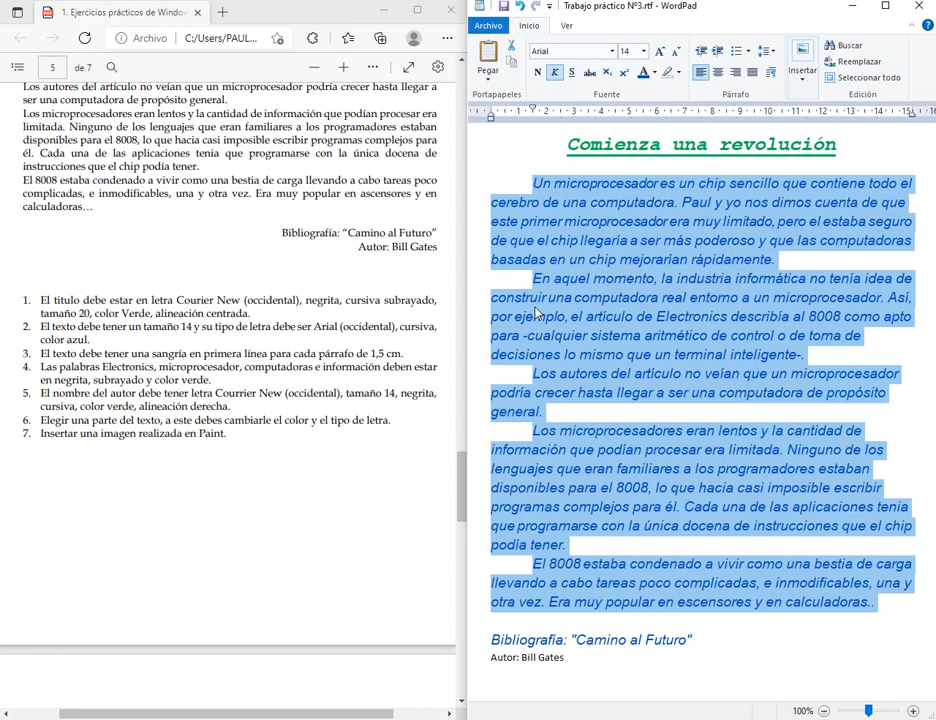 1. Ejercicios prácticos de Window
Archivo
C:/Users/PAUL...
5
de 7
Los autores del artículo no veían que un microprocesador podría crecer hasta llegar a
ser una computadora de propósito general.
Los microprocesadores eran lentos y la cantidad de información que podían procesar era
limitada. Ninguno de los lenguajes que eran familiares a los programadores estaban
disponibles para el 8008, lo que hacia casi imposible escribir programas complejos para
él. Cada una de las aplicaciones tenia que programarse con la única docena de
instrucciones que el chip podía tener.
El 8008 estaba condenado a vivir como una bestia de carga llevando a cabo tareas poco
complicadas, e inmodificables, una y otra vez. Era muy popular en ascensores y en
calculadoras...
Bibliografía: "Camino al Futuro"
Autor: Bill Gates
1. El titulo debe estar en letra Courier New (occidental), negrita, cursiva subrayado,
tamaño 20, color Verde, alineación centrada.
2. El texto debe tener un tamaño 14 y su tipo de letra debe ser Arial (occidental), cursiva,
color azul.
3. El texto debe tener una sangría en primera línea para cada párrafo de 1,5 cm.
4. Las palabras Electronics, microprocesador, computadoras e información deben estar
en negrita, subrayado y color verde.
5. El nombre del autor debe tener letra Courrier New (occidental), tamaño 14, negrita,
cursiva, color verde, alineación derecha.
6. Elegir una parte del texto, a este debes cambiarle el color y el tipo de letra.
7. Insertar una imagen realizada en Paint.
Trabajo práctico Nº3.rtf - WordPad
Archivo
Inicio
Ver
Pegar
Portapapeles
Arial
14
N K S abc X₂ X² A
Fuente
Párrafo
Insertar
Buscar
Reemplazar
Seleccionar todo
Edición
1 2 3 4 5 6 7 8 9 10 11 12 13 14 15
Comienza una revolución
Un microprocesador es un chip sencillo que contiene todo el
cerebro de una computadora. Paul y yo nos dimos cuenta de que
este primer microprocesador era muy limitado, pero el estaba seguro
de que el chip llegaría a ser más poderoso y que las computadoras
basadas en un chip mejorarían rápidamente.
En aquel momento, la industria informática no tenía idea de
construir una computadora real entorno a un microprocesador. Así,
por ejemplo, el artículo de Electronics describía al 8008 como apto
para -cualquier sistema aritmético de control o de toma de
decisiones lo mismo que un terminal inteligente-.
Los autores del articulo no veían que un microprocesador
podría crecer hasta llegar a ser una computadora de propósito
general.
Los microprocesadores eran lentos y la cantidad de
información que podían procesar era limitada. Ninguno de los
lenguajes que eran familiares a los programadores estaban
disponibles para el 8008, lo que hacia casi imposible escribir
programas complejos para él. Cada una de las aplicaciones tenia
que programarse con la única docena de instrucciones que el chip
podía tener.
El 8008 estaba condenado a vivir como una bestia de carga
llevando a cabo tareas poco complicadas, e inmodificables, una y
otra vez. Era muy popular en escensores y en calculadoras..
Bibliografía: "Camino al Futuro"
Autor: Bill Gates
100%